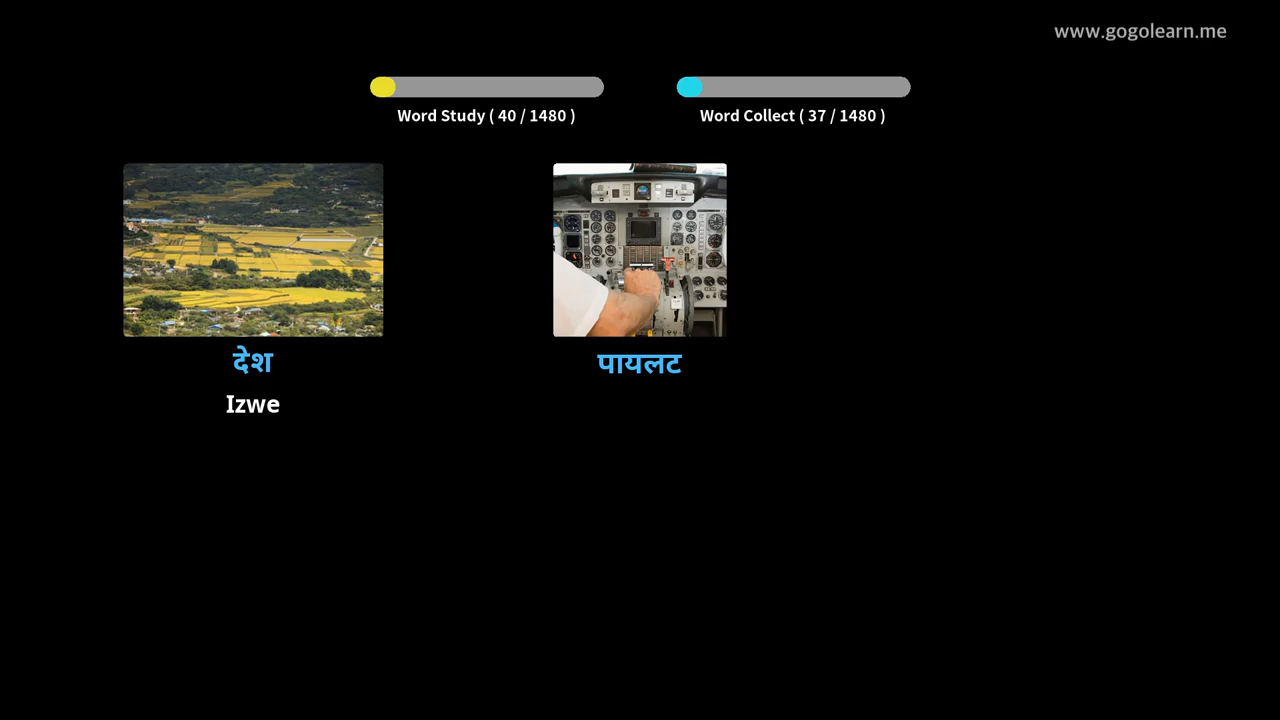 www.gogolearn.me
Word Study ( 40 / 1480 )
Word Collect ( 37 / 1480 )
देश
पायलट
Izwe